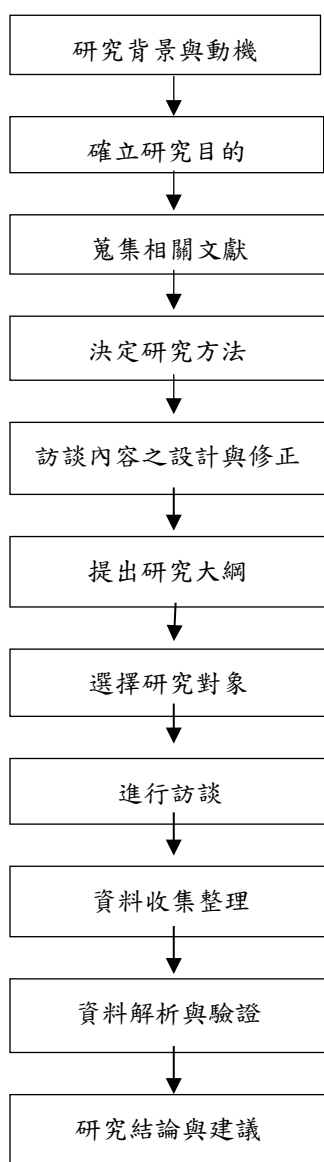 研究背景與動機
確立研究目的
蒐集相關文獻
決定研究方法
訪談內容之設計與修正
提出研究大綱
選擇研究對象
進行訪談
資料收集整理
資料解析與驗證
研究結論與建議